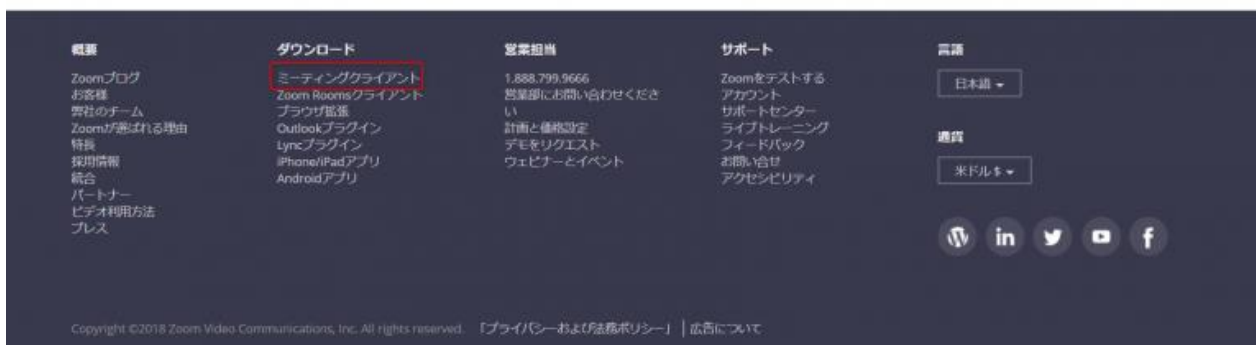 概要
Zoomブログ
お客様
弊社のチーム
Zoomが選ばれる理由
特長
採用情報
統合
パートナー
ビデオ利用方法
プレス
ダウンロード
ミーティングクライアント
Zoom Roomsクライアント
ブラウザ拡張
Outlookプラグイン
Lyncプラグイン
iPhone/iPadアプリ
Androidアプリ
営業担当
1.888.799.9666
営業部にお問い合わせくださ
い
計画と価格設定
デモをリクエスト
ウェビナーとイベント
サポート
Zoomをテストする
アカウント
サポートセンター
ライブトレーニング
フィードバック
お問い合せ
アクセシビリティ
言語
日本語
通貨
米ドル $
in
f
Copyright ©2018 Zoom Video Communications, Inc. All rights reserved. 「プライバシーおよび法務ポリシー」 | 広告について